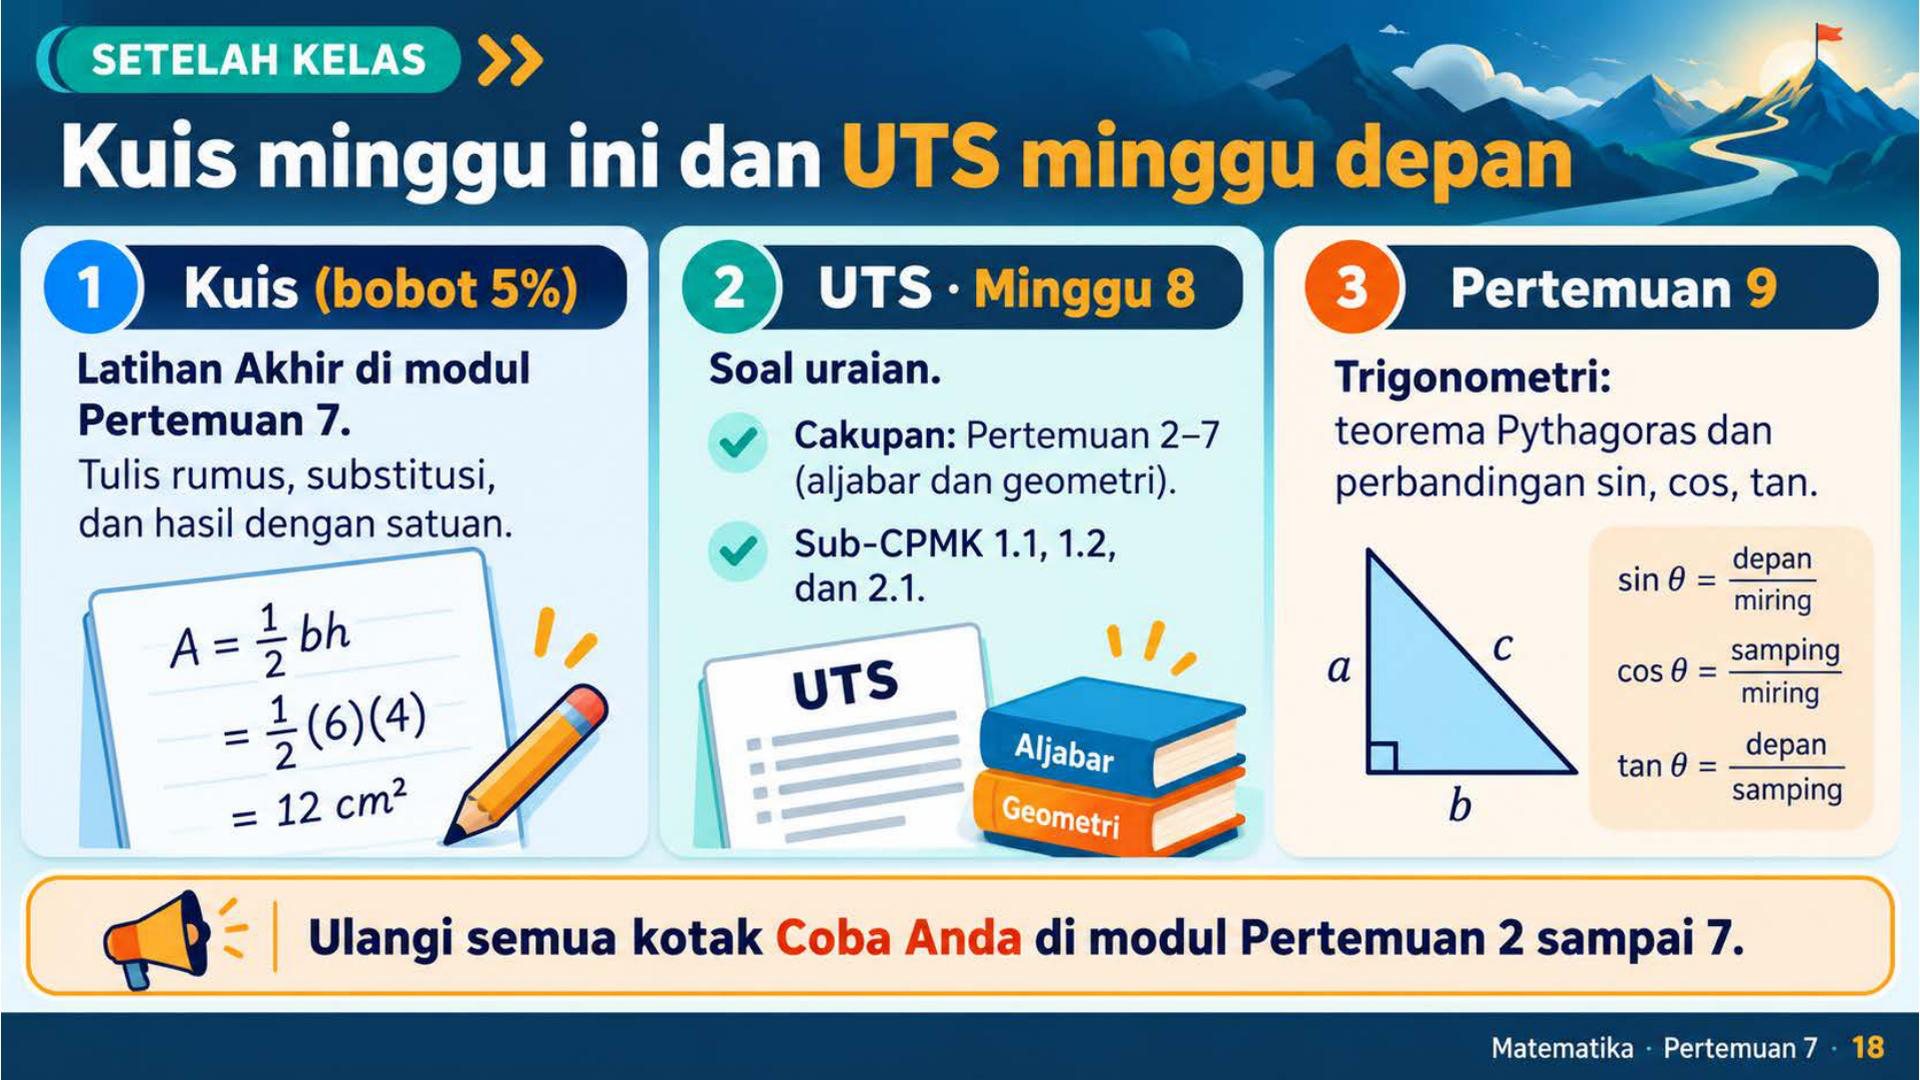 SETELAH KELAS
Kuis minggu ini dan UTS minggu depan
1
Kuis (bobot 5%)
Latihan Akhir di modul
Pertemuan 7.
Tulis rumus, substitusi,
dan hasil dengan satuan.
A = 1/2 bh
= 1/2 (6)(4)
= 12 cm²
2
UTS · Minggu 8
Soal uraian.
Cakupan: Pertemuan 2–7
(aljabar dan geometri).
Sub-CPMK 1.1, 1.2,
dan 2.1.
UTS
Aljabar
Geometri
3
Pertemuan 9
Trigonometri:
teorema Pythagoras dan
perbandingan sin, cos, tan.
a
b
c
sin θ = depan/miring
cos θ = samping/miring
tan θ = depan/samping
Ulangi semua kotak Coba Anda di modul Pertemuan 2 sampai 7.
Matematika · Pertemuan 7 · 18